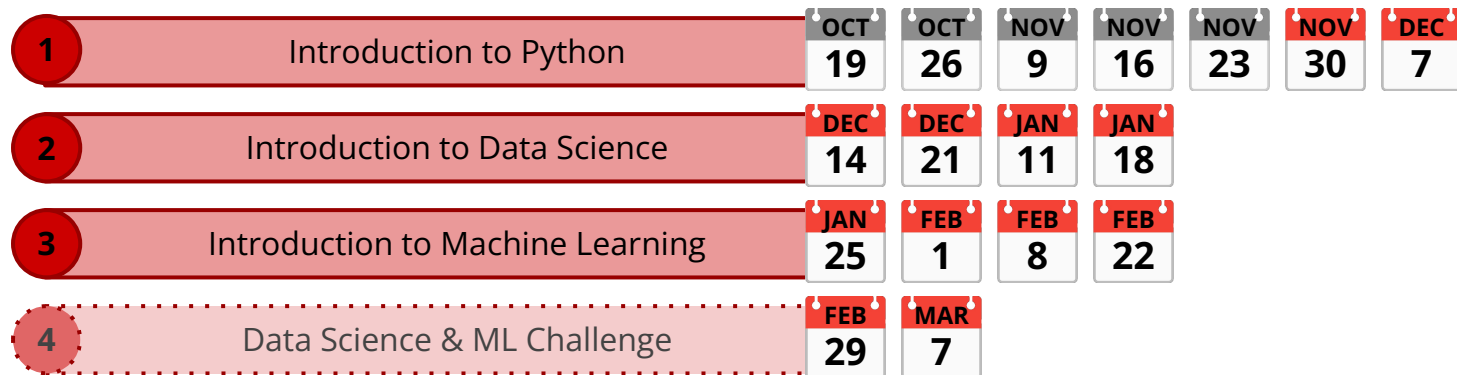 1 Introduction to Python OCT 19 OCT 26 NOV 9 NOV 16 NOV 23 NOV 30 DEC 7
2 Introduction to Data Science DEC 14 DEC 21 JAN 11 JAN 18
3 Introduction to Machine Learning JAN 25 FEB 1 FEB 8 FEB 22
4 Data Science & ML Challenge FEB 29 MAR 7